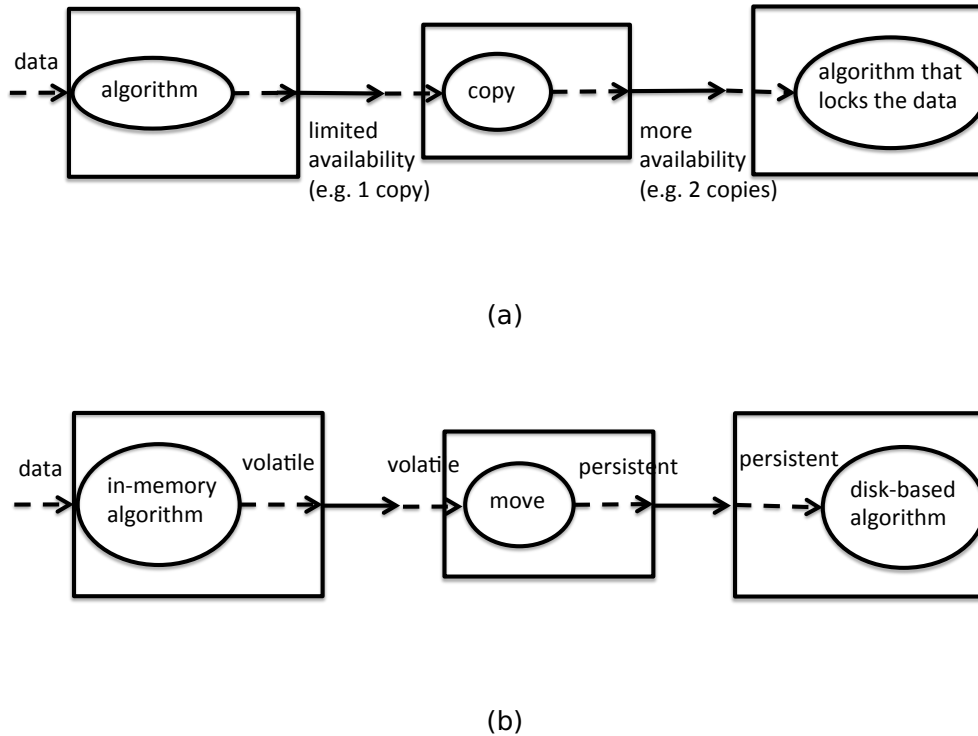 data
algorithm
limited
availability
(e.g. 1 copy)
copy
more
availability
(e.g. 2 copies)
algorithm that
locks the data
(a)
data
in-memory
algorithm
volatile
volatile
move
persistent
persistent
disk-based
algorithm
(b)